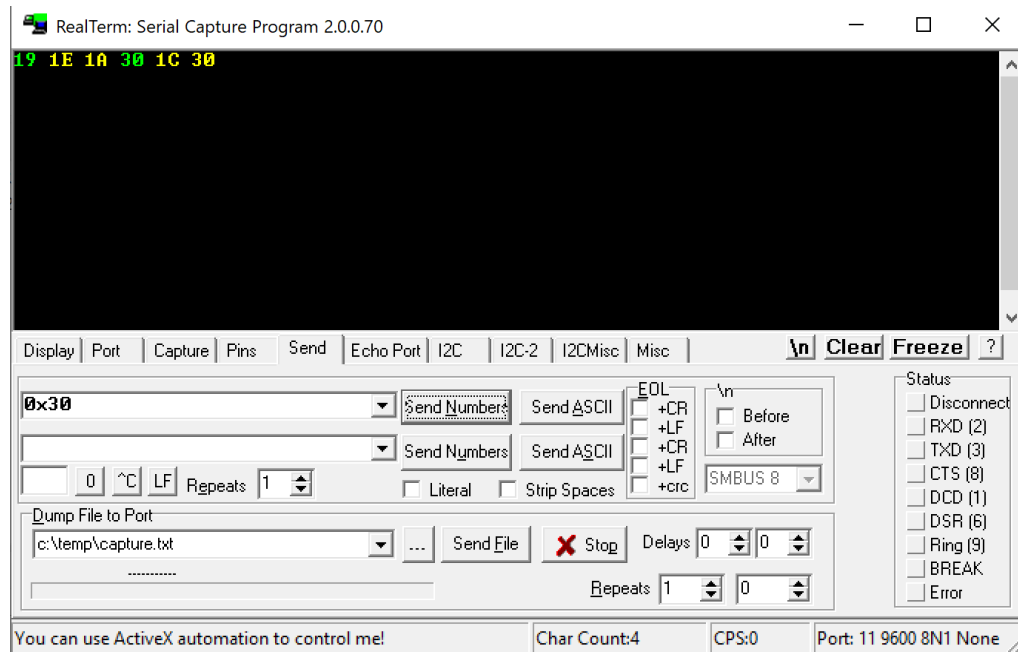 RealTerm: Serial Capture Program 2.0.0.70
19 1E 1A 30 1C 30
Display Port Capture Pins Send Echo Port I2C I2C-2 I2CMisc Misc \n Clear Freeze ?
0x30
Send Numbers
Send ASCII
EOL
+CR
+LF
+CR
+LF
+crc
\n
Before
After
Send Numbers
Send ASCII
SMBUS 8
0
^C
LF
Repeats 1
Literal
Strip Spaces
Dump File to Port
c:\temp\capture.txt
...
Send File
Stop
Delays 0 0
-----------
Repeats 1 0
Status
Disconnect
RXD (2)
TXD (3)
CTS (8)
DCD (1)
DSR (6)
Ring (9)
BREAK
Error
You can use ActiveX automation to control me!
Char Count:4
CPS:0
Port: 11 9600 8N1 None